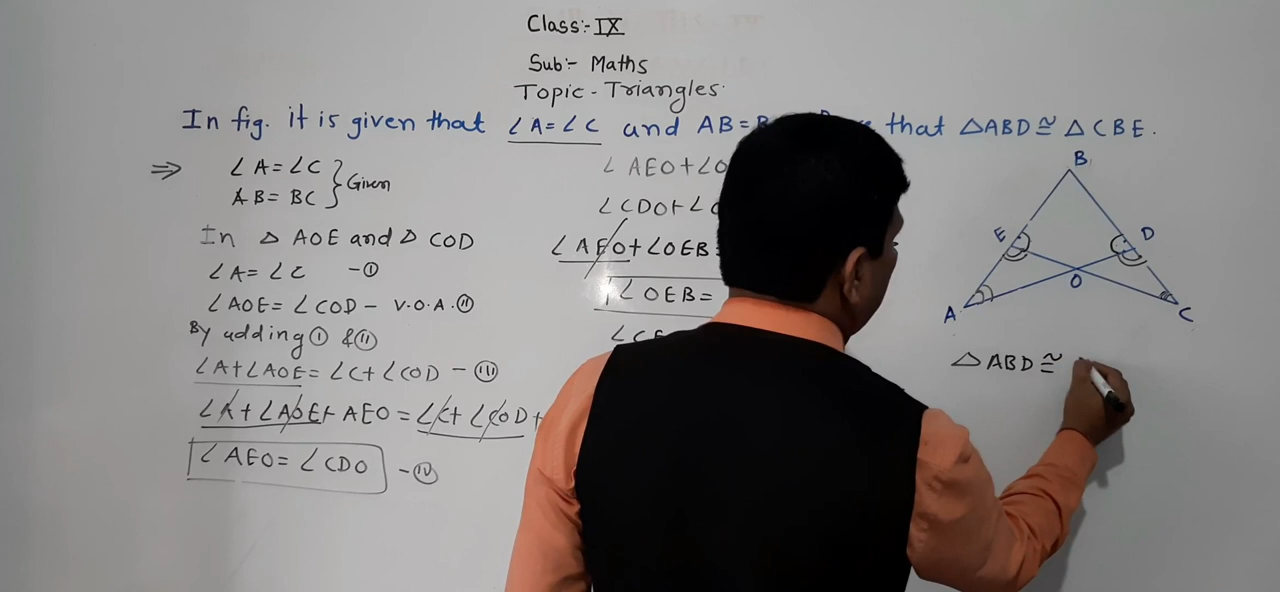 Class:- IX
Sub:- Maths
Topic - Triangles.
In fig. it is given that ∠A=∠C and AB=B that △ABD≅△CBE.
⇒ ∠A=∠C } Given
AB= BC
In △ AOE and △ COD
∠A=∠C -①
∠AOE=∠COD - V.O.A.②
By adding ① &②
∠A+∠AOE=∠C+∠COD - ③
∠A+∠AOE+AEO=∠C+∠COD+
∠AEO=∠CDO -④
∠AEO+∠O
∠CDO+∠
∠AEO+∠OEB=
∠OEB=
B
E
D
O
A
C
△ABD≅